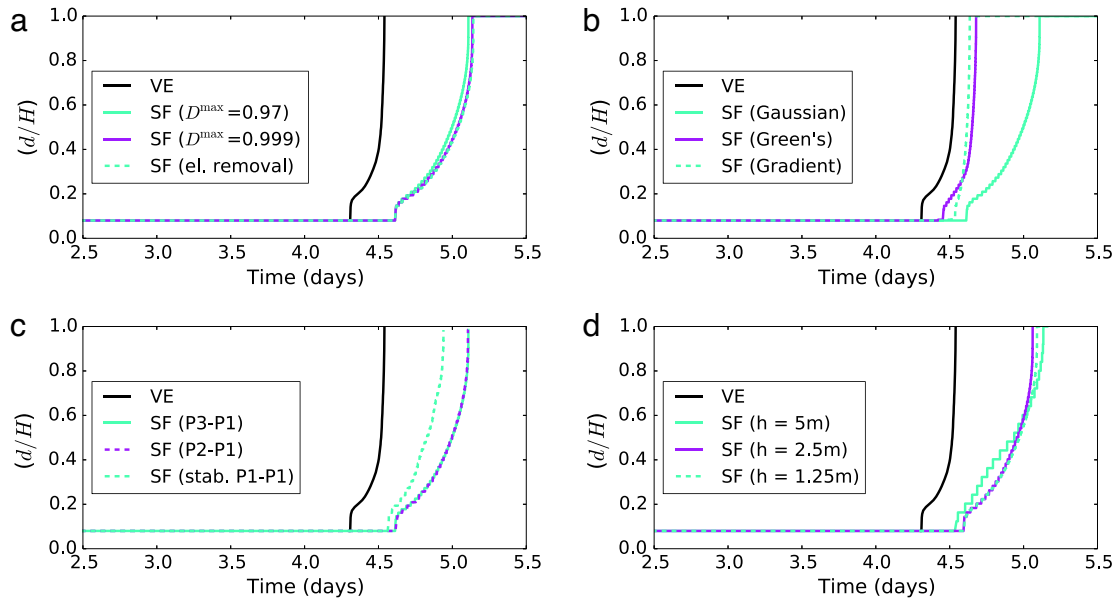 a
1.0
0.8
0.6
0.4
0.2
0.0
(d/H)
VE
SF (D^max=0.97)
SF (D^max=0.999)
SF (el. removal)
2.5 3.0 3.5 4.0 4.5 5.0 5.5
Time (days)
b
1.0
0.8
0.6
0.4
0.2
0.0
(d/H)
VE
SF (Gaussian)
SF (Green's)
SF (Gradient)
2.5 3.0 3.5 4.0 4.5 5.0 5.5
Time (days)
c
1.0
0.8
0.6
0.4
0.2
0.0
(d/H)
VE
SF (P3-P1)
SF (P2-P1)
SF (stab. P1-P1)
2.5 3.0 3.5 4.0 4.5 5.0 5.5
Time (days)
d
1.0
0.8
0.6
0.4
0.2
0.0
(d/H)
VE
SF (h = 5m)
SF (h = 2.5m)
SF (h = 1.25m)
2.5 3.0 3.5 4.0 4.5 5.0 5.5
Time (days)